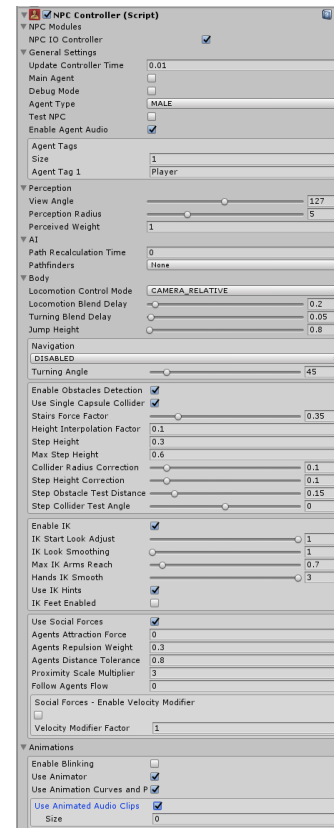 NPC Controller (Script)
NPC Modules
NPC IO Controller
General Settings
Update Controller Time 0.01
Main Agent
Debug Mode
Agent Type MALE
Test NPC
Enable Agent Audio
Agent Tags
Size 1
Agent Tag 1 Player
Perception
View Angle 127
Perception Radius 5
Perceived Weight 1
AI
Path Recalculation Time 0
Pathfinders None
Body
Locomotion Control Mode CAMERA_RELATIVE
Locomotion Blend Delay 0.2
Turning Blend Delay 0.05
Jump Height 0.8
Navigation
DISABLED
Turning Angle 45
Enable Obstacles Detection
Use Single Capsule Collider
Stairs Force Factor 0.35
Height Interpolation Factor 0.1
Step Height 0.3
Max Step Height 0.6
Collider Radius Correction 0.1
Step Height Correction 0.1
Step Obstacle Test Distance 0.15
Step Collider Test Angle 0
Enable IK
IK Start Look Adjust 1
IK Look Smoothing 1
Max IK Arms Reach 0.7
Hands IK Smooth 3
Use IK Hints
IK Feet Enabled
Use Social Forces
Agents Attraction Force 0
Agents Repulsion Weight 0.3
Agents Distance Tolerance 0.8
Proximity Scale Multiplier 3
Follow Agents Flow 0
Social Forces - Enable Velocity Modifier
Velocity Modifier Factor 1
Animations
Enable Blinking
Use Animator
Use Animation Curves and P
Use Animated Audio Clips
Size 0